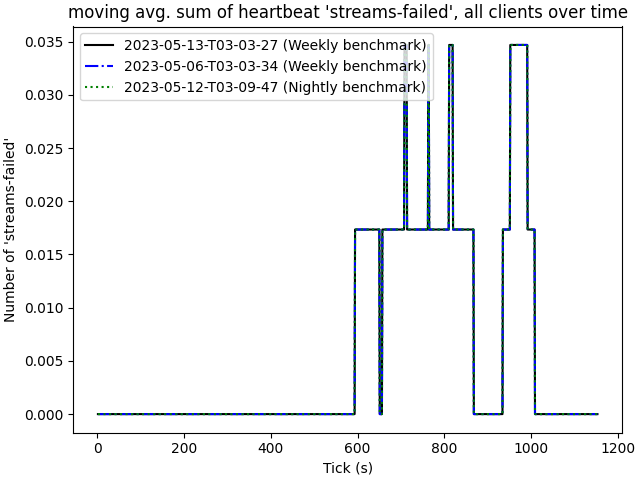 moving avg. sum of heartbeat 'streams-failed', all clients over time
2023-05-13-T03-03-27 (Weekly benchmark)
2023-05-06-T03-03-34 (Weekly benchmark)
2023-05-12-T03-09-47 (Nightly benchmark)
Number of 'streams-failed'
0.035
0.030
0.025
0.020
0.015
0.010
0.005
0.000
0 200 400 600 800 1000 1200
Tick (s)